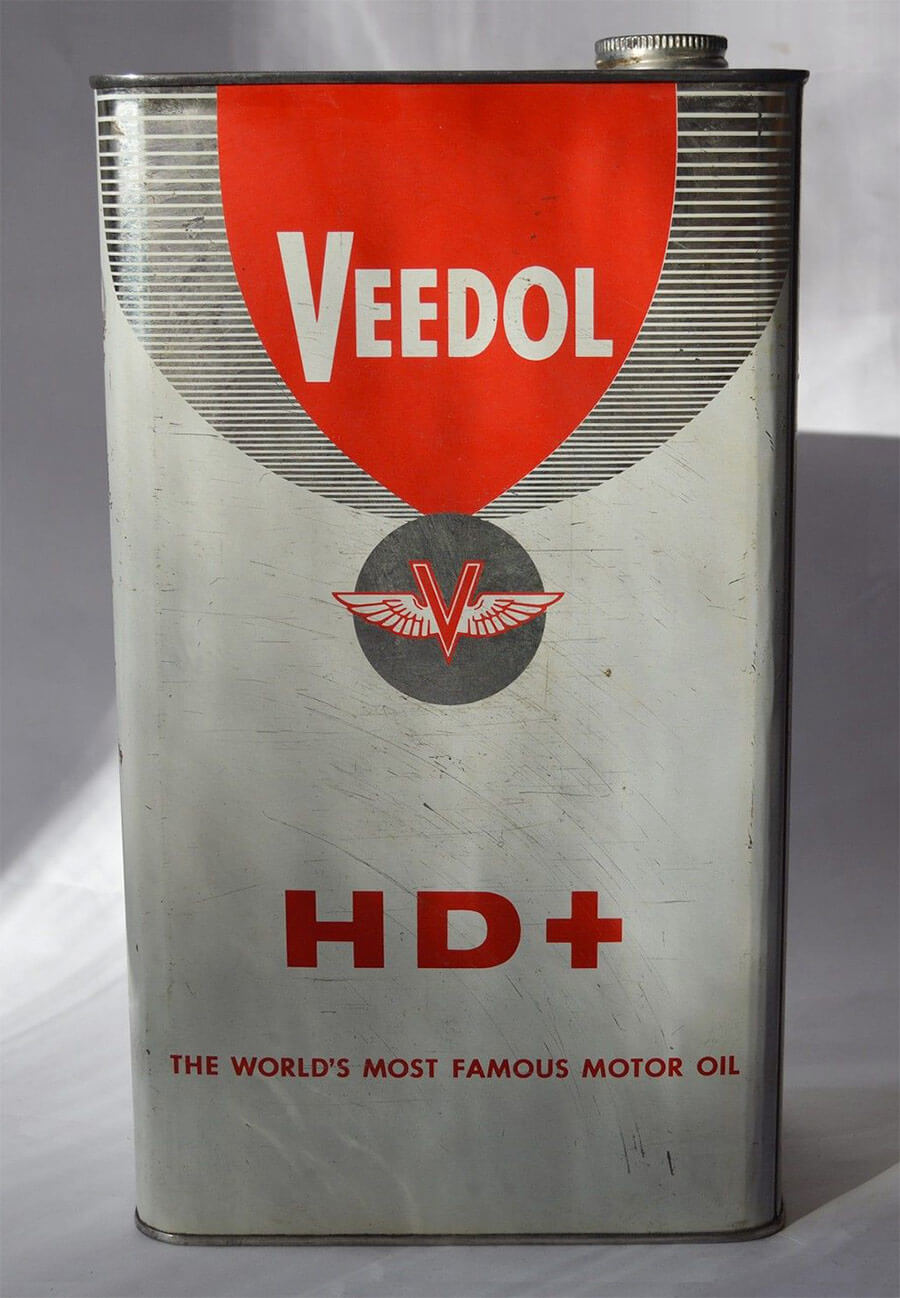 VEEDOL
V
HD+
THE WORLD'S MOST FAMOUS MOTOR OIL